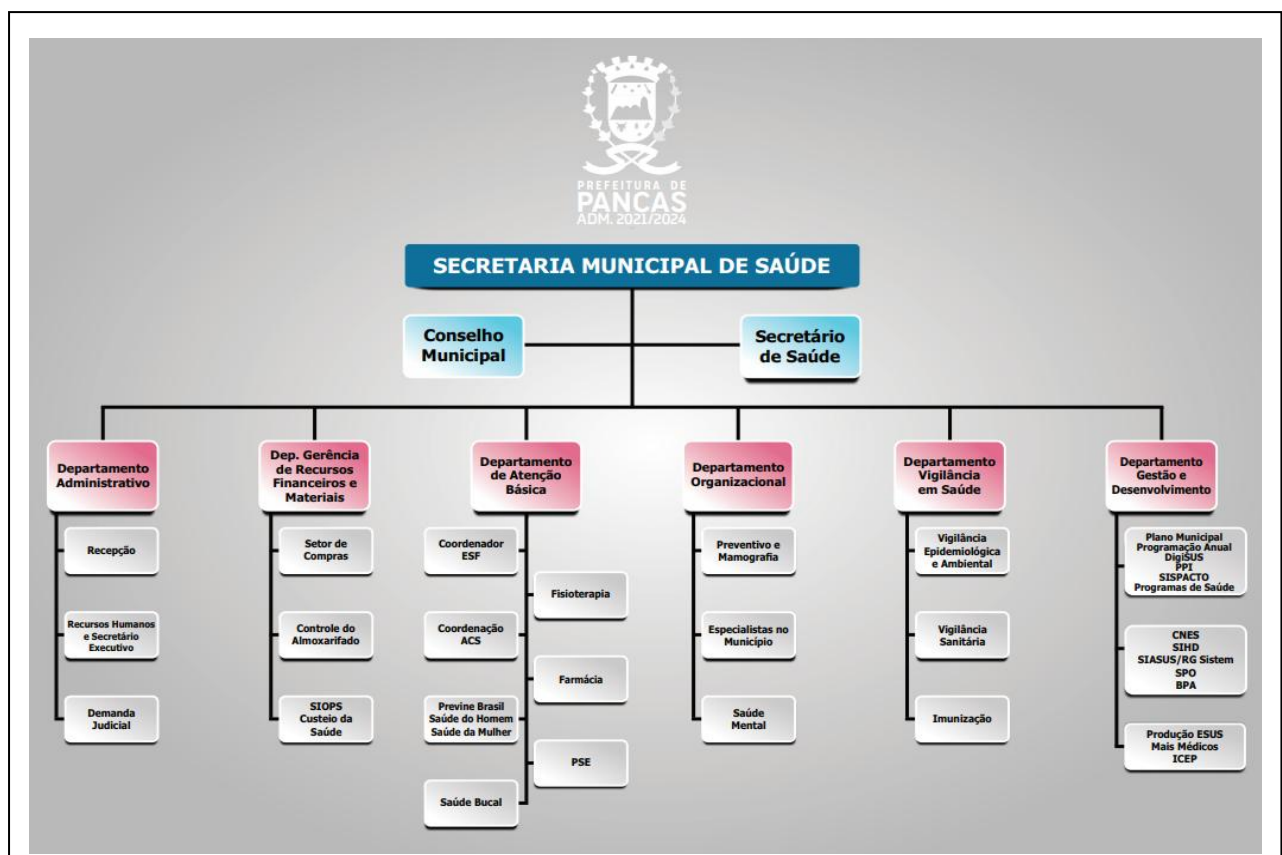 PREFEITURA DE
PANCAS
ADM. 2021/2024
SECRETARIA MUNICIPAL DE SAÚDE
Conselho
Municipal
Secretário
de Saúde
Departamento
Administrativo
Recepção
Recursos Humanos
e Secretário
Executivo
Demanda
Judicial
Dep. Gerência
de Recursos
Financeiros e
Materiais
Setor de
Compras
Controle do
Almoxarifado
SIOPS
Custeio da
Saúde
Departamento
de Atenção
Básica
Coordenador
ESF
Fisioterapia
Coordenação
ACS
Farmácia
Previne Brasil
Saúde do Homem
Saúde da Mulher
PSE
Saúde Bucal
Departamento
Organizacional
Preventivo e
Mamografia
Especialistas no
Município
Saúde
Mental
Departamento
Vigilância
em Saúde
Vigilância
Epidemiológica
e Ambiental
Vigilância
Sanitária
Imunização
Departamento
Gestão e
Desenvolvimento
Plano Municipal
Programação Anual
DigiSUS
PPI
SISPACTO
Programas de Saúde
CNES
SIHD
SIASUS/RG Sistem
SPO
BPA
Produção ESUS
Mais Médicos
ICEP